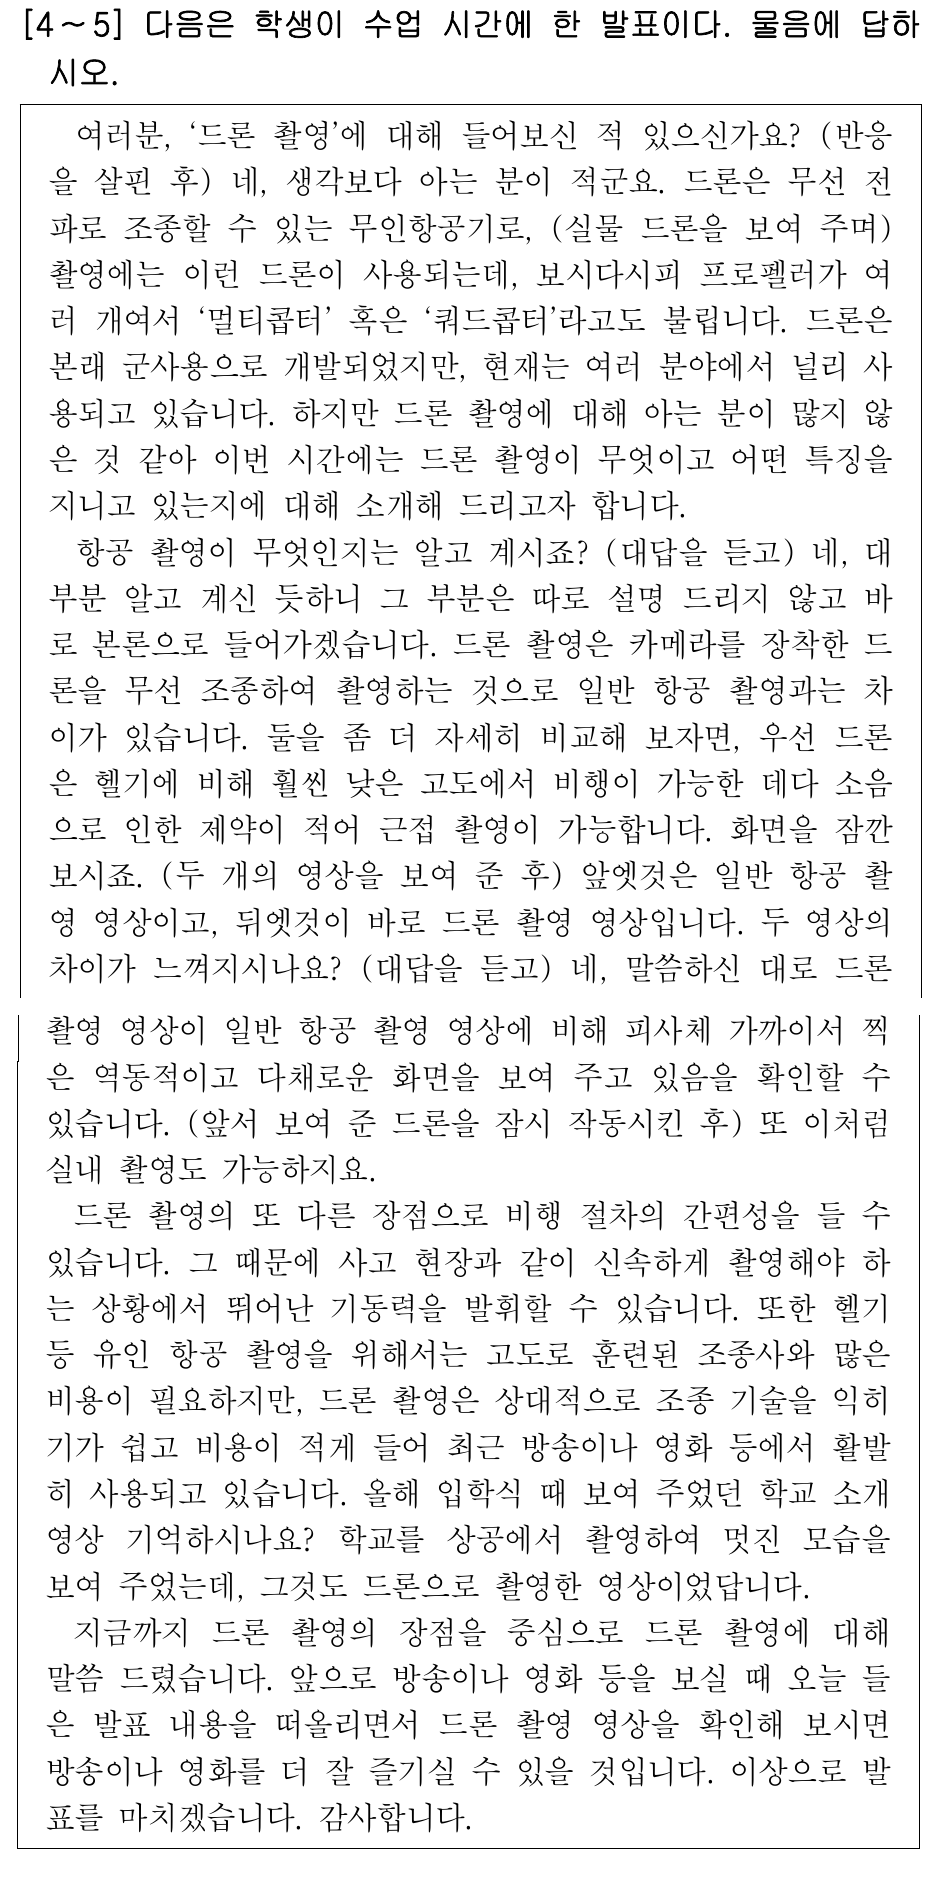 [4~5] 다음은 학생이 수업 시간에 한 발표이다. 물음에 답하
시오.
여러분, ‘드론 촬영’에 대해 들어보신 적 있으신가요? (반응
을 살핀 후) 네, 생각보다 아는 분이 적군요. 드론은 무선 전
파로 조종할 수 있는 무인항공기로, (실물 드론을 보여 주며)
촬영에는 이런 드론이 사용되는데, 보시다시피 프로펠러가 여
러 개여서 ‘멀티콥터’ 혹은 ‘쿼드콥터’라고도 불립니다. 드론은
본래 군사용으로 개발되었지만, 현재는 여러 분야에서 널리 사
용되고 있습니다. 하지만 드론 촬영에 대해 아는 분이 많지 않
은 것 같아 이번 시간에는 드론 촬영이 무엇이고 어떤 특징을
지니고 있는지에 대해 소개해 드리고자 합니다.
항공 촬영이 무엇인지는 알고 계시죠? (대답을 듣고) 네, 대
부분 알고 계신 듯하니 그 부분은 따로 설명 드리지 않고 바
로 본론으로 들어가겠습니다. 드론 촬영은 카메라를 장착한 드
론을 무선 조종하여 촬영하는 것으로 일반 항공 촬영과는 차
이가 있습니다. 둘을 좀 더 자세히 비교해 보자면, 우선 드론
은 헬기에 비해 훨씬 낮은 고도에서 비행이 가능한 데다 소음
으로 인한 제약이 적어 근접 촬영이 가능합니다. 화면을 잠깐
보시죠. (두 개의 영상을 보여 준 후) 앞엣것은 일반 항공 촬
영 영상이고, 뒤엣것이 바로 드론 촬영 영상입니다. 두 영상의
차이가 느껴지시나요? (대답을 듣고) 네, 말씀하신 대로 드론
촬영 영상이 일반 항공 촬영 영상에 비해 피사체 가까이서 찍
은 역동적이고 다채로운 화면을 보여 주고 있음을 확인할 수
있습니다. (앞서 보여 준 드론을 잠시 작동시킨 후) 또 이처럼
실내 촬영도 가능하지요.
드론 촬영의 또 다른 장점으로 비행 절차의 간편성을 들 수
있습니다. 그 때문에 사고 현장과 같이 신속하게 촬영해야 하
는 상황에서 뛰어난 기동력을 발휘할 수 있습니다. 또한 헬기
등 유인 항공 촬영을 위해서는 고도로 훈련된 조종사와 많은
비용이 필요하지만, 드론 촬영은 상대적으로 조종 기술을 익히
기가 쉽고 비용이 적게 들어 최근 방송이나 영화 등에서 활발
히 사용되고 있습니다. 올해 입학식 때 보여 주었던 학교 소개
영상 기억하시나요? 학교를 상공에서 촬영하여 멋진 모습을
보여 주었는데, 그것도 드론으로 촬영한 영상이었답니다.
지금까지 드론 촬영의 장점을 중심으로 드론 촬영에 대해
말씀 드렸습니다. 앞으로 방송이나 영화 등을 보실 때 오늘 들
은 발표 내용을 떠올리면서 드론 촬영 영상을 확인해 보시면
방송이나 영화를 더 잘 즐기실 수 있을 것입니다. 이상으로 발
표를 마치겠습니다. 감사합니다.